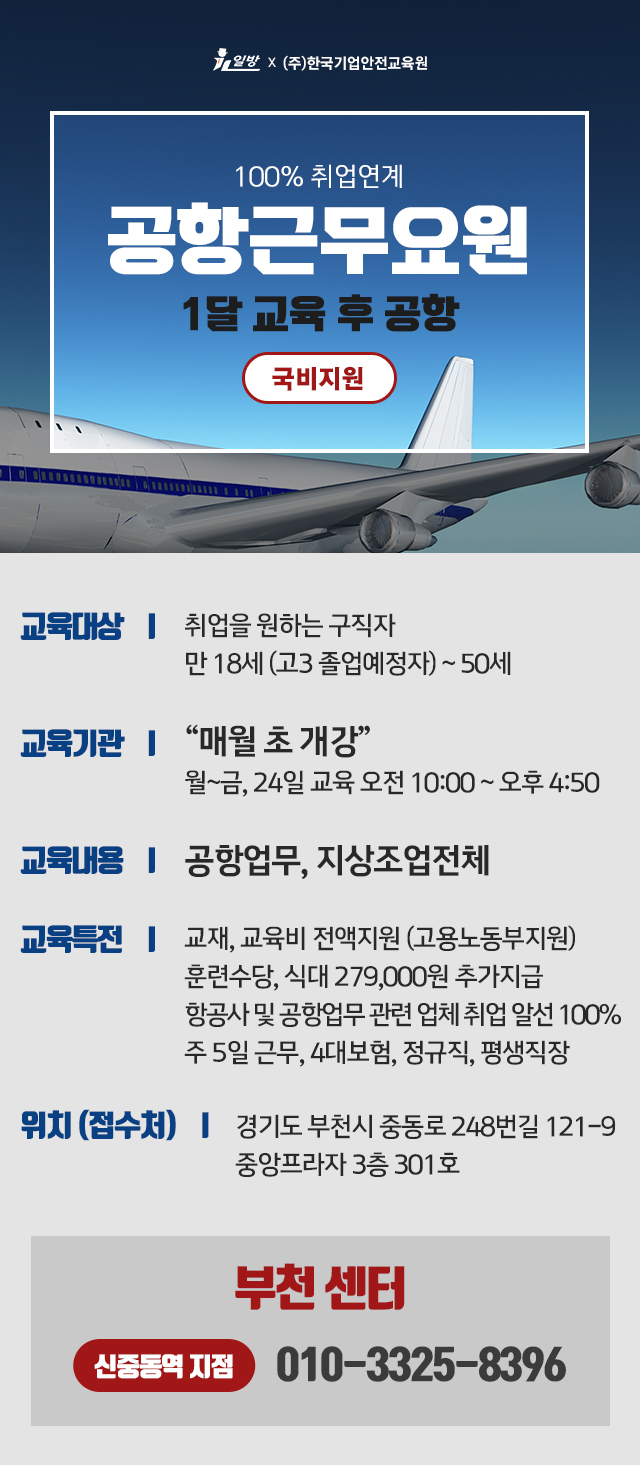 일방 x (주)한국기업안전교육원
100% 취업연계
공항근무요원
1달 교육 후 공항
국비지원
교육대상 | 취업을 원하는 구직자
만 18세 (고3 졸업예정자) ~ 50세
교육기관 | “매월 초 개강”
월~금, 24일 교육 오전 10:00 ~ 오후 4:50
교육내용 | 공항업무, 지상조업전체
교육특전 | 교재, 교육비 전액지원 (고용노동부지원)
훈련수당, 식대 279,000원 추가지급
항공사 및 공항업무 관련 업체 취업 알선 100%
주 5일 근무, 4대보험, 정규직, 평생직장
위치 (접수처) | 경기도 부천시 중동로 248번길 121-9
중앙프라자 3층 301호
부천 센터
신중동역 지점 010-3325-8396